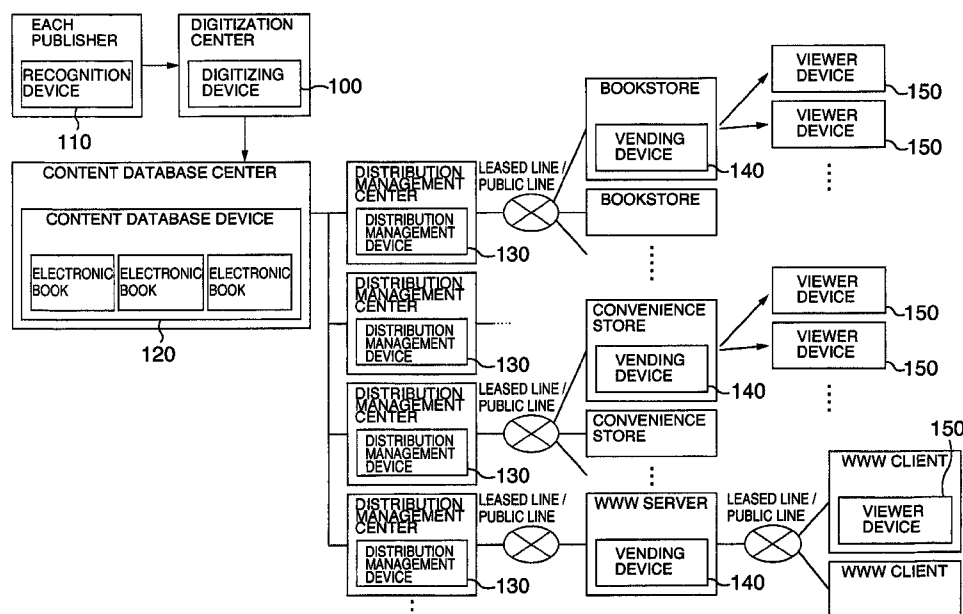 EACH
PUBLISHER
RECOGNITION
DEVICE
110
DIGITIZATION
CENTER
DIGITIZING
DEVICE
100
CONTENT DATABASE CENTER
CONTENT DATABASE DEVICE
ELECTRONIC
BOOK
ELECTRONIC
BOOK
ELECTRONIC
BOOK
120
DISTRIBUTION
MANAGEMENT
CENTER
DISTRIBUTION
MANAGEMENT
DEVICE
130
LEASED LINE /
PUBLIC LINE
BOOKSTORE
VENDING
DEVICE
140
BOOKSTORE
VIEWER
DEVICE
150
VIEWER
DEVICE
150
DISTRIBUTION
MANAGEMENT
CENTER
DISTRIBUTION
MANAGEMENT
DEVICE
130
DISTRIBUTION
MANAGEMENT
CENTER
DISTRIBUTION
MANAGEMENT
DEVICE
130
LEASED LINE /
PUBLIC LINE
CONVENIENCE
STORE
VENDING
DEVICE
140
CONVENIENCE
STORE
VIEWER
DEVICE
150
VIEWER
DEVICE
150
DISTRIBUTION
MANAGEMENT
CENTER
DISTRIBUTION
MANAGEMENT
DEVICE
130
LEASED LINE /
PUBLIC LINE
WWW SERVER
VENDING
DEVICE
140
LEASED LINE /
PUBLIC LINE
150
WWW CLIENT
VIEWER
DEVICE
WWW CLIENT